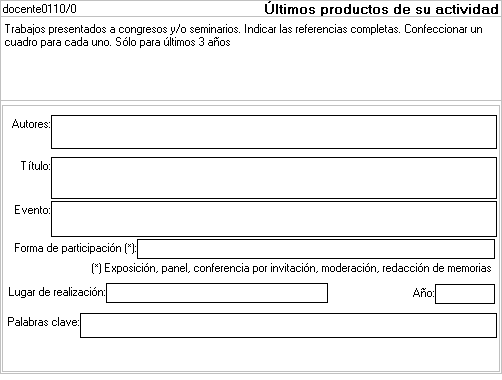 docente0110/0 Últimos productos de su actividad
Trabajos presentados a congresos y/o seminarios. Indicar las referencias completas. Confeccionar un
cuadro para cada uno. Sólo para últimos 3 años
Autores:
Título:
Evento:
Forma de participación (*):
(*) Exposición, panel, conferencia por invitación, moderación, redacción de memorias
Lugar de realización: Año:
Palabras clave: